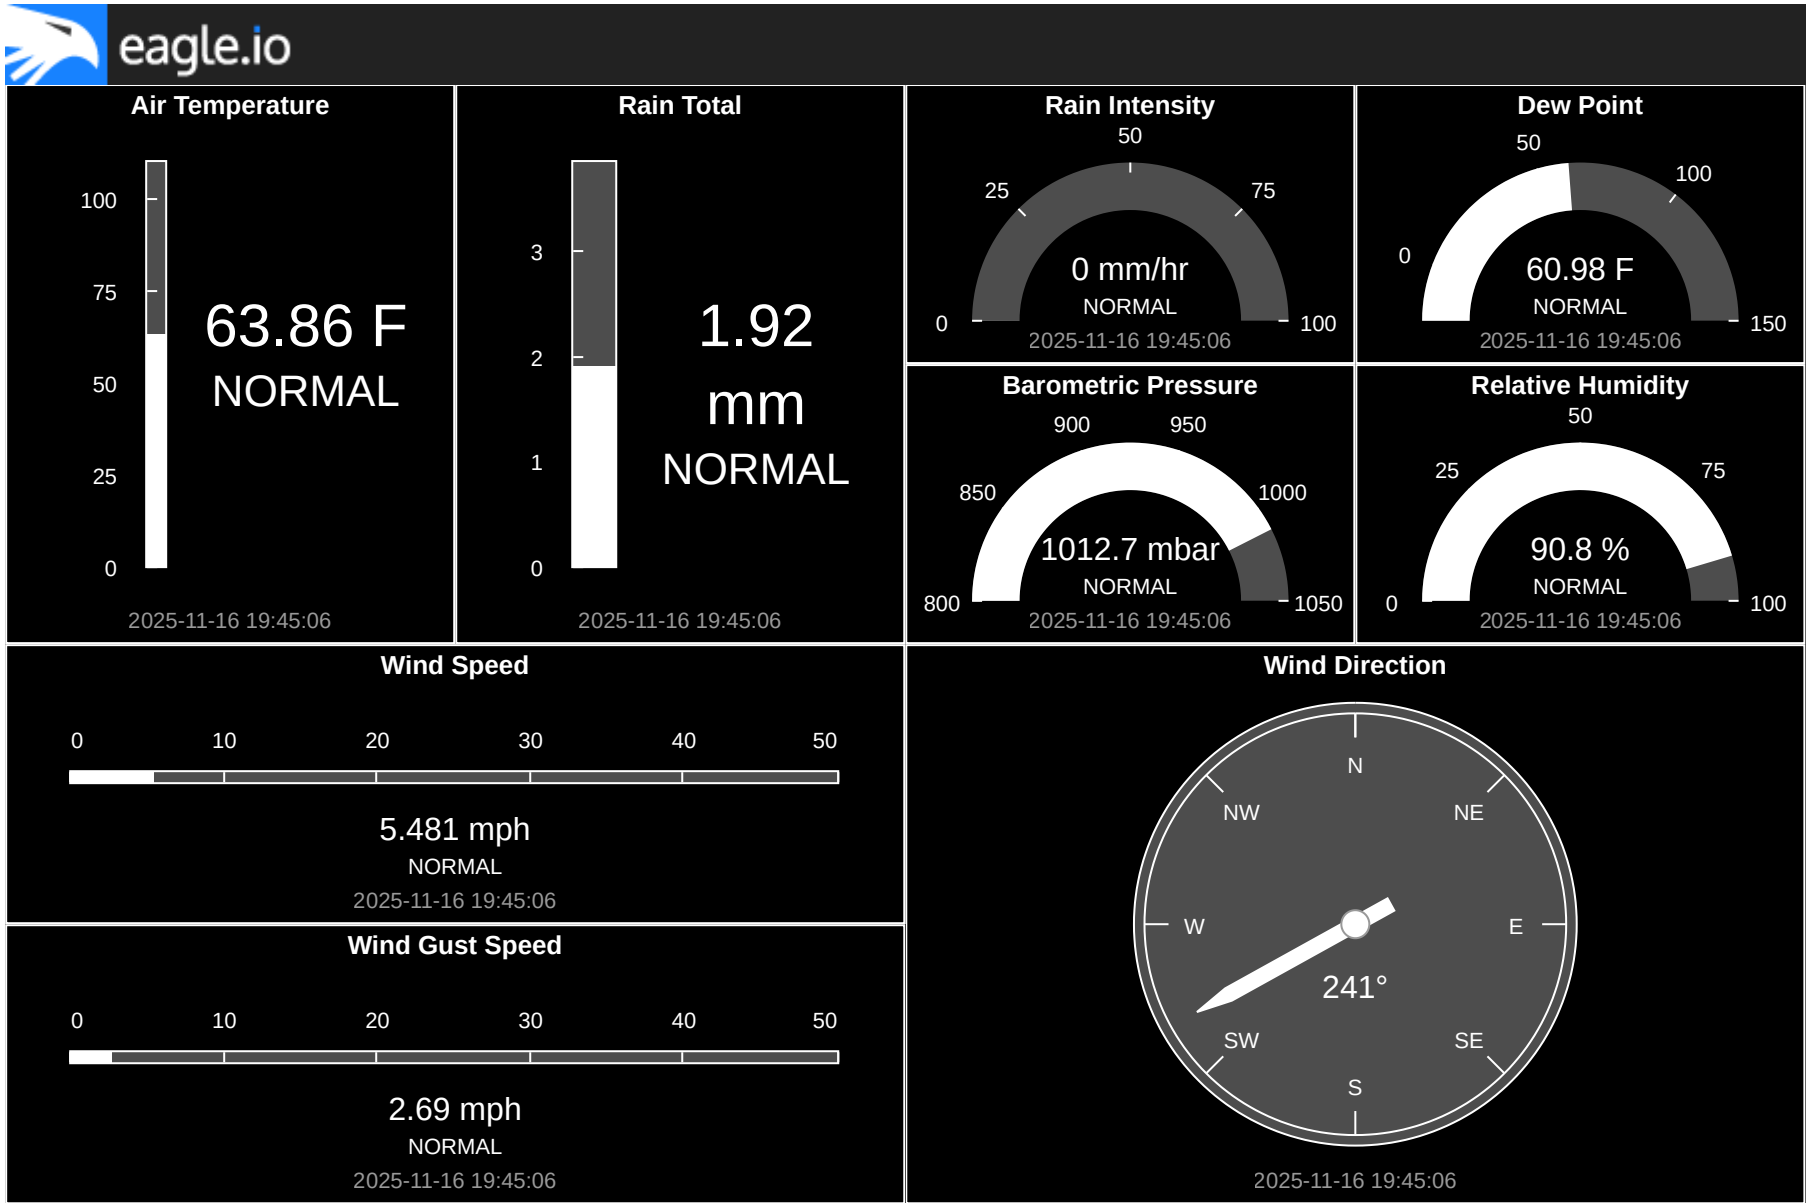 eagle.io
Air Temperature
100
75
50
25
0
63.86 F
NORMAL
2025-11-16 19:45:06
Rain Total
3
2
1
0
1.92
mm
NORMAL
2025-11-16 19:45:06
Rain Intensity
50
25
75
0 mm/hr
NORMAL
0
100
2025-11-16 19:45:06
Dew Point
50
100
0
60.98 F
NORMAL
150
2025-11-16 19:45:06
Barometric Pressure
900
950
850
1000
1012.7 mbar
NORMAL
800
1050
2025-11-16 19:45:06
Relative Humidity
50
25
75
90.8 %
NORMAL
0
100
2025-11-16 19:45:06
Wind Speed
0 10 20 30 40 50
5.481 mph
NORMAL
2025-11-16 19:45:06
Wind Gust Speed
0 10 20 30 40 50
2.69 mph
NORMAL
2025-11-16 19:45:06
Wind Direction
N
NW
NE
W
E
241°
SW
SE
S
2025-11-16 19:45:06